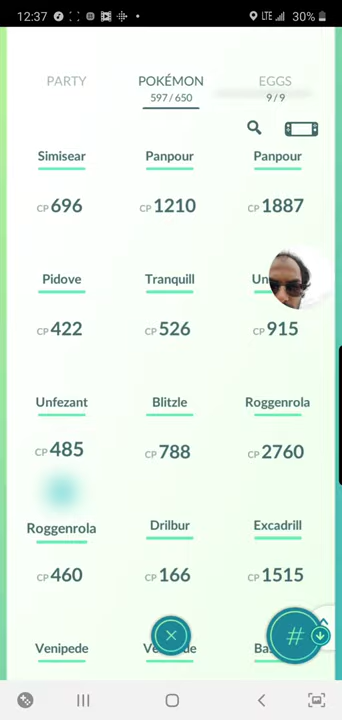 12:37 LTE 30%
PARTY POKÉMON EGGS
597 / 650 9 / 9
Simisear Panpour Panpour
CP 696 CP 1210 CP 1887
Pidove Tranquill
CP 422 CP 526 CP 915
Unfezant Blitzle Roggenrola
CP 485 CP 788 CP 2760
Roggenrola Drilbur Excadrill
CP 460 CP 166 CP 1515
#
Venipede